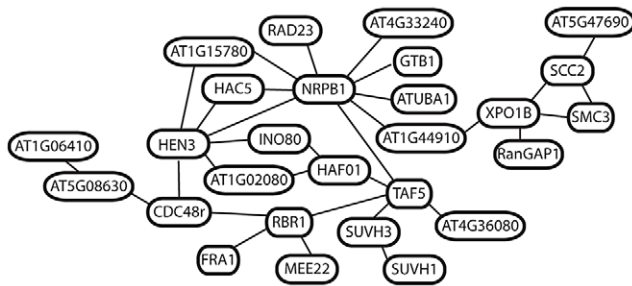 AT5G47690
AT4G33240
RAD23
AT1G15780
GTB1
SCC2
HAC5
NRPB1
ATUBA1
XPO1B
SMC3
AT1G44910
INO80
HEN3
AT1G06410
RanGAP1
HAF01
AT1G02080
AT5G08630
TAF5
CDC48r
RBR1
AT4G36080
SUVH3
FRA1
MEE22
SUVH1